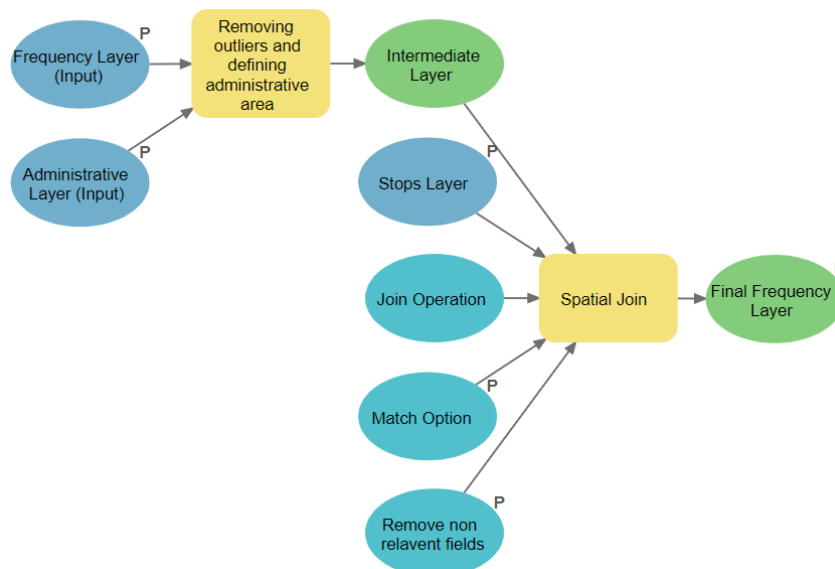 P
Frequency Layer
(Input)
Removing
outliers and
defining
administrative
area
Intermediate
Layer
P
Administrative
Layer (Input)
P
Stops Layer
Join Operation
Spatial Join
Final Frequency
Layer
P
Match Option
P
Remove non
relavent fields